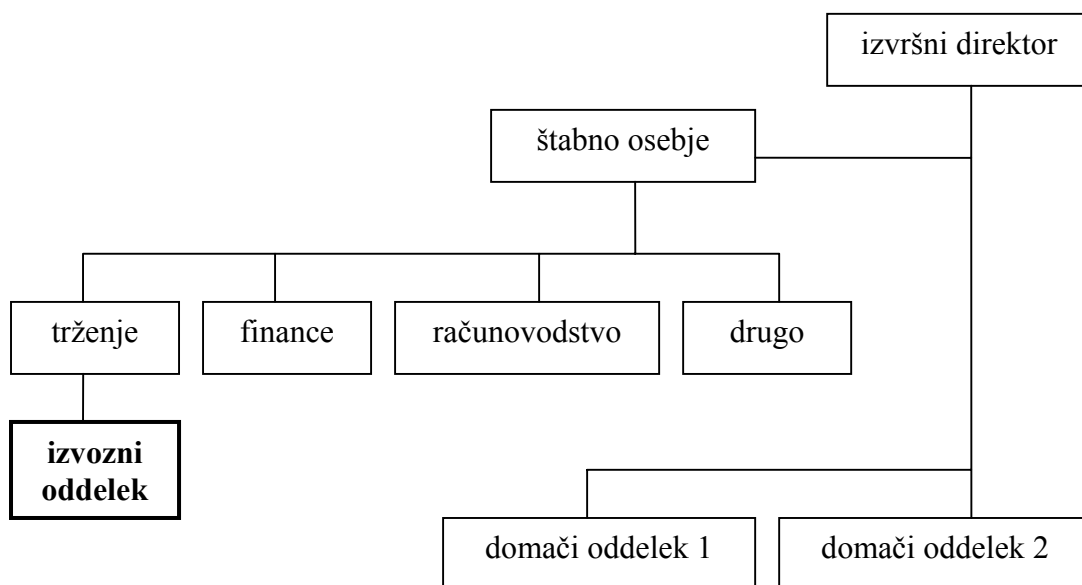 izvršni direktor
štabno osebje
trženje
finance
računovodstvo
drugo
izvozni
oddelek
domači oddelek 1
domači oddelek 2